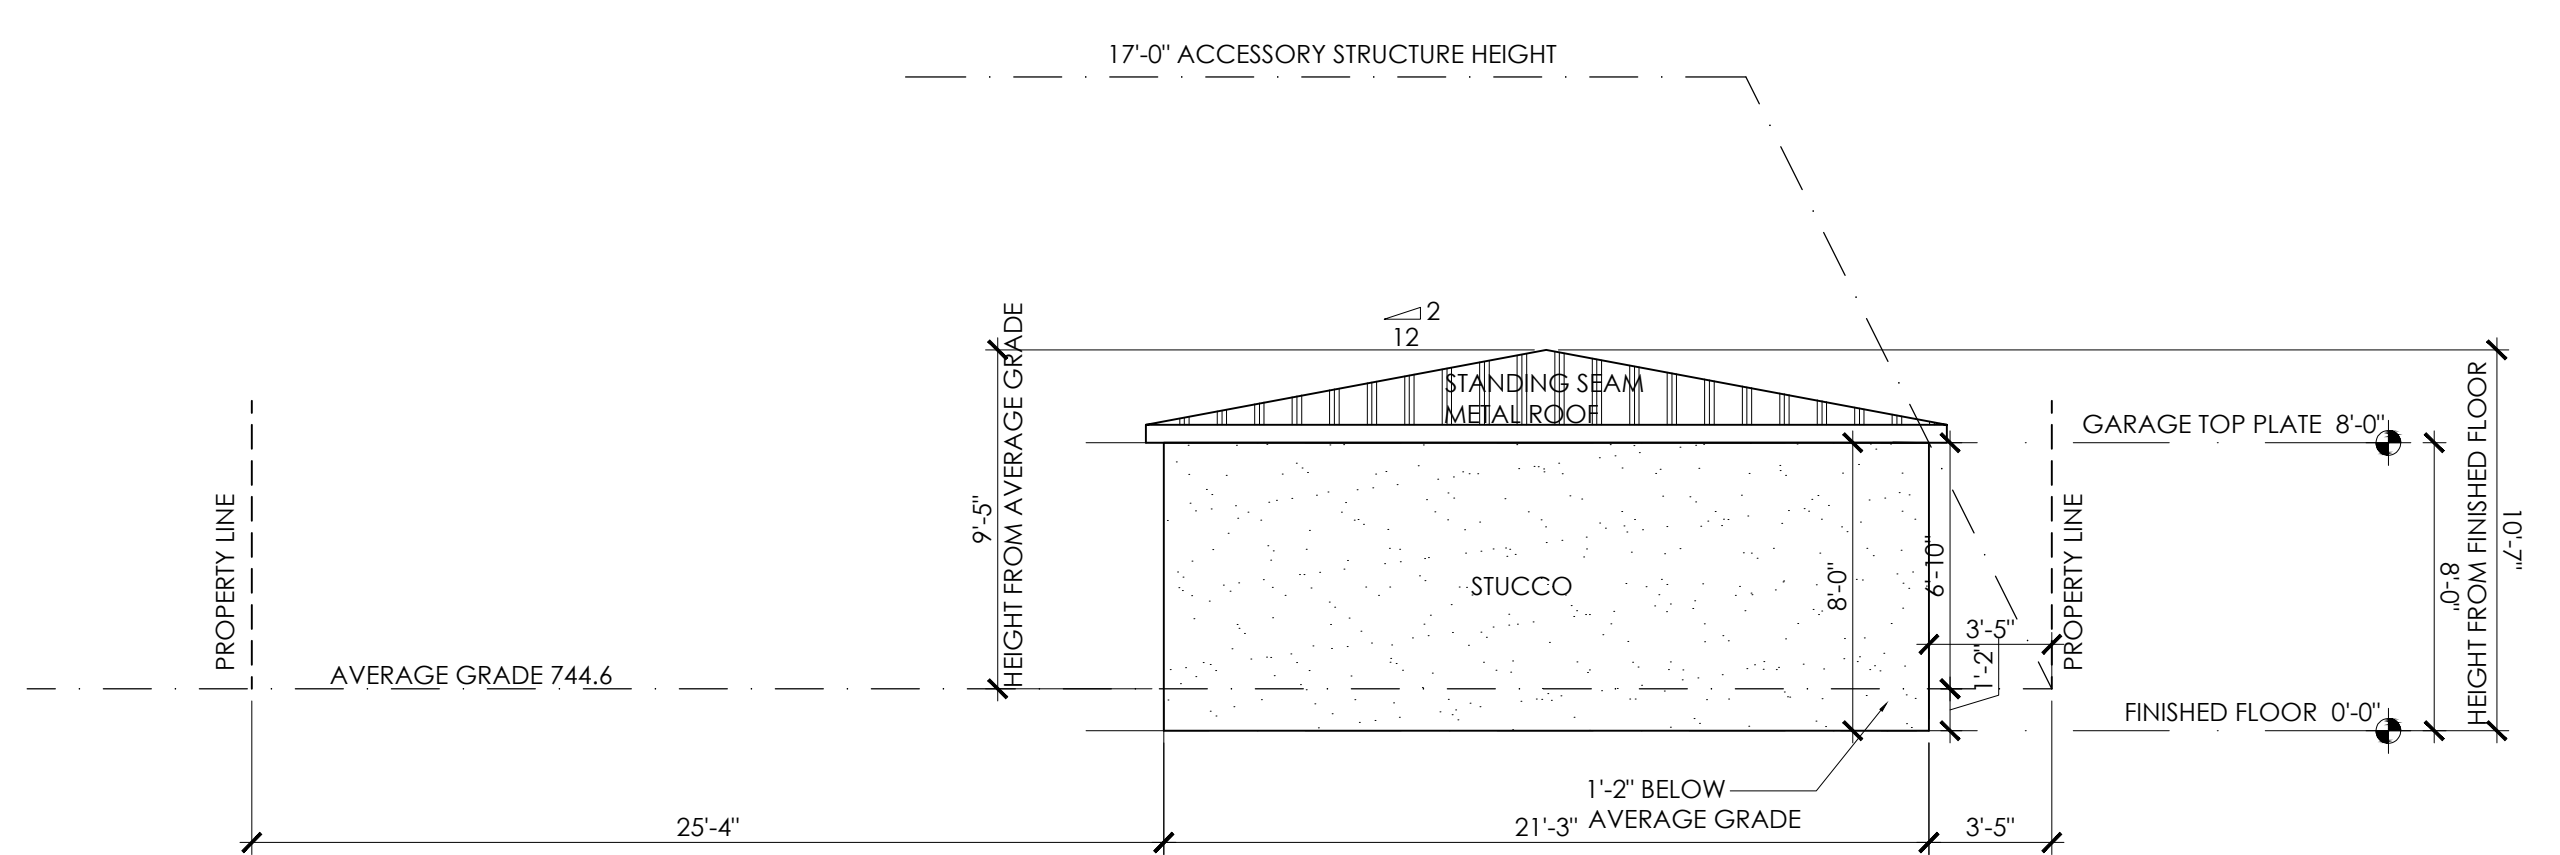 17'-0" ACCESSORY STRUCTURE HEIGHT
2
12
STANDING SEAM
METAL ROOF
GARAGE TOP PLATE 8'-0"
HEIGHT FROM AVERAGE GRADE
9'-5"
PROPERTY LINE
STUCCO
8'-0"
6'-10"
3'-5"
1'-2"
PROPERTY LINE
8'-0"
HEIGHT FROM FINISHED FLOOR
10'-7"
AVERAGE GRADE 744.6
FINISHED FLOOR 0'-0"
1'-2" BELOW
AVERAGE GRADE
25'-4"
21'-3"
3'-5"